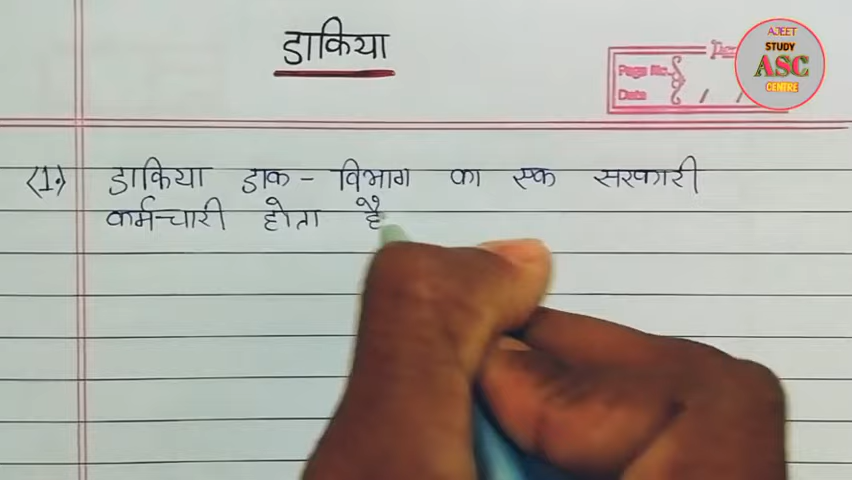 डाकिया
AJEET
STUDY
ASC
CENTRE
Page No.
Date / /
(1.) डाकिया डाक - विभाग का एक सरकारी
कर्मचारी होता है